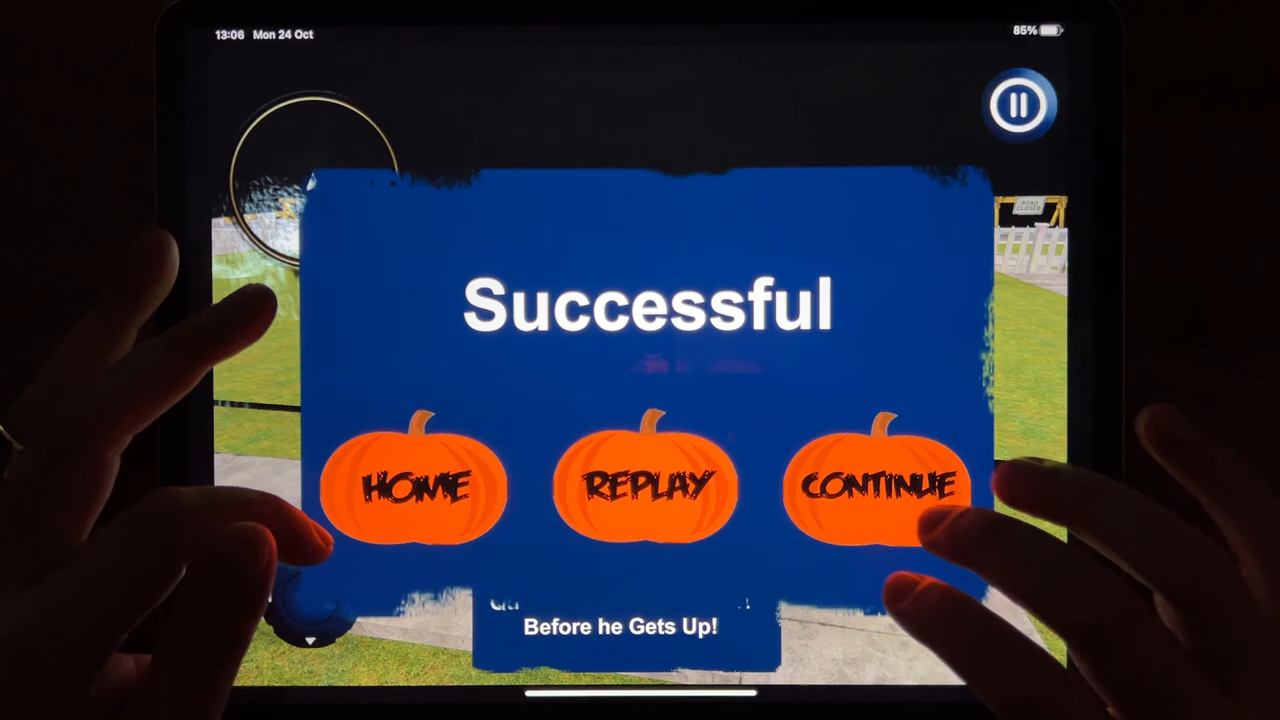 13:06 Mon 24 Oct
85%
ROAD CLOSED
Successful
HOME
REPLAY
CONTINUE
Before he Gets Up!